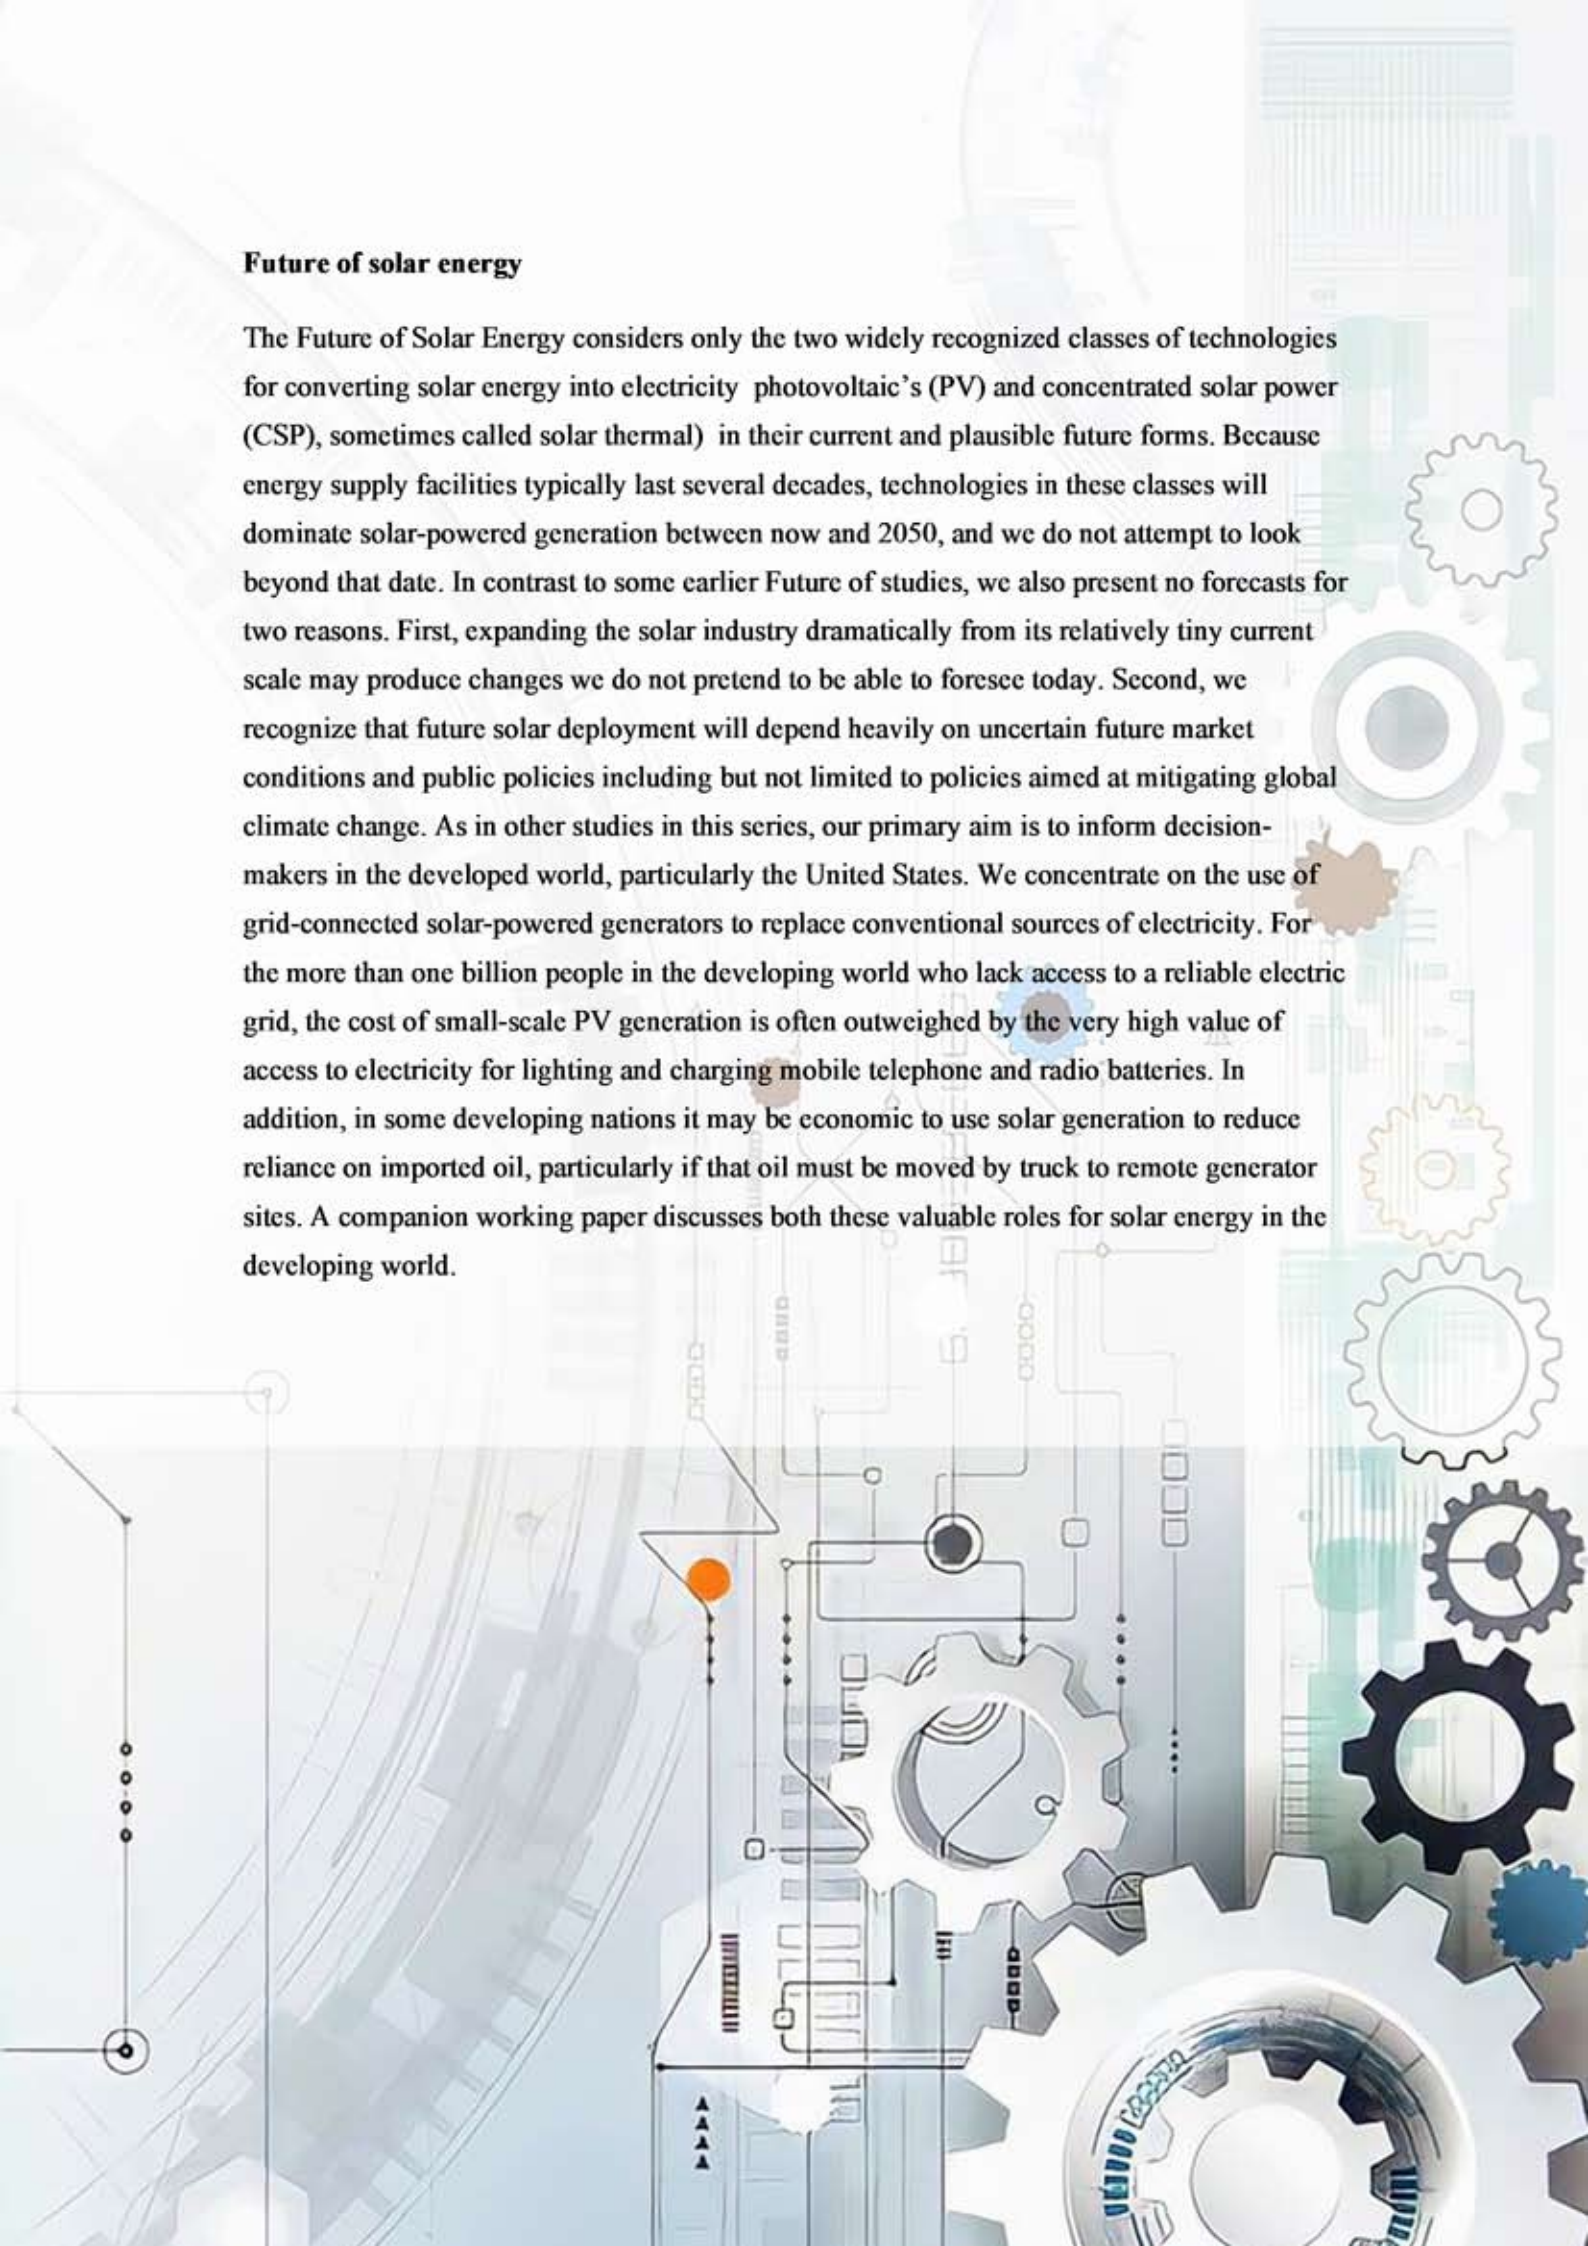 Future of solar energy
The Future of Solar Energy considers only the two widely recognized classes of technologies
for converting solar energy into electricity photovoltaic's (PV) and concentrated solar power
(CSP), sometimes called solar thermal) in their current and plausible future forms. Because
energy supply facilities typically last several decades, technologies in these classes will
dominate solar-powered generation between now and 2050, and we do not attempt to look
beyond that date. In contrast to some earlier Future of studies, we also present no forecasts for
two reasons. First, expanding the solar industry dramatically from its relatively tiny current
scale may produce changes we do not pretend to be able to foresee today. Second, we
recognize that future solar deployment will depend heavily on uncertain future market
conditions and public policies including but not limited to policies aimed at mitigating global
climate change. As in other studies in this series, our primary aim is to inform decision-
makers in the developed world, particularly the United States. We concentrate on the use of
grid-connected solar-powered generators to replace conventional sources of electricity. For
the more than one billion people in the developing world who lack access to a reliable electric
grid, the cost of small-scale PV generation is often outweighed by the very high value of
access to electricity for lighting and charging mobile telephone and radio batteries. In
addition, in some developing nations it may be economic to use solar generation to reduce
reliance on imported oil, particularly if that oil must be moved by truck to remote generator
sites. A companion working paper discusses both these valuable roles for solar energy in the
developing world.